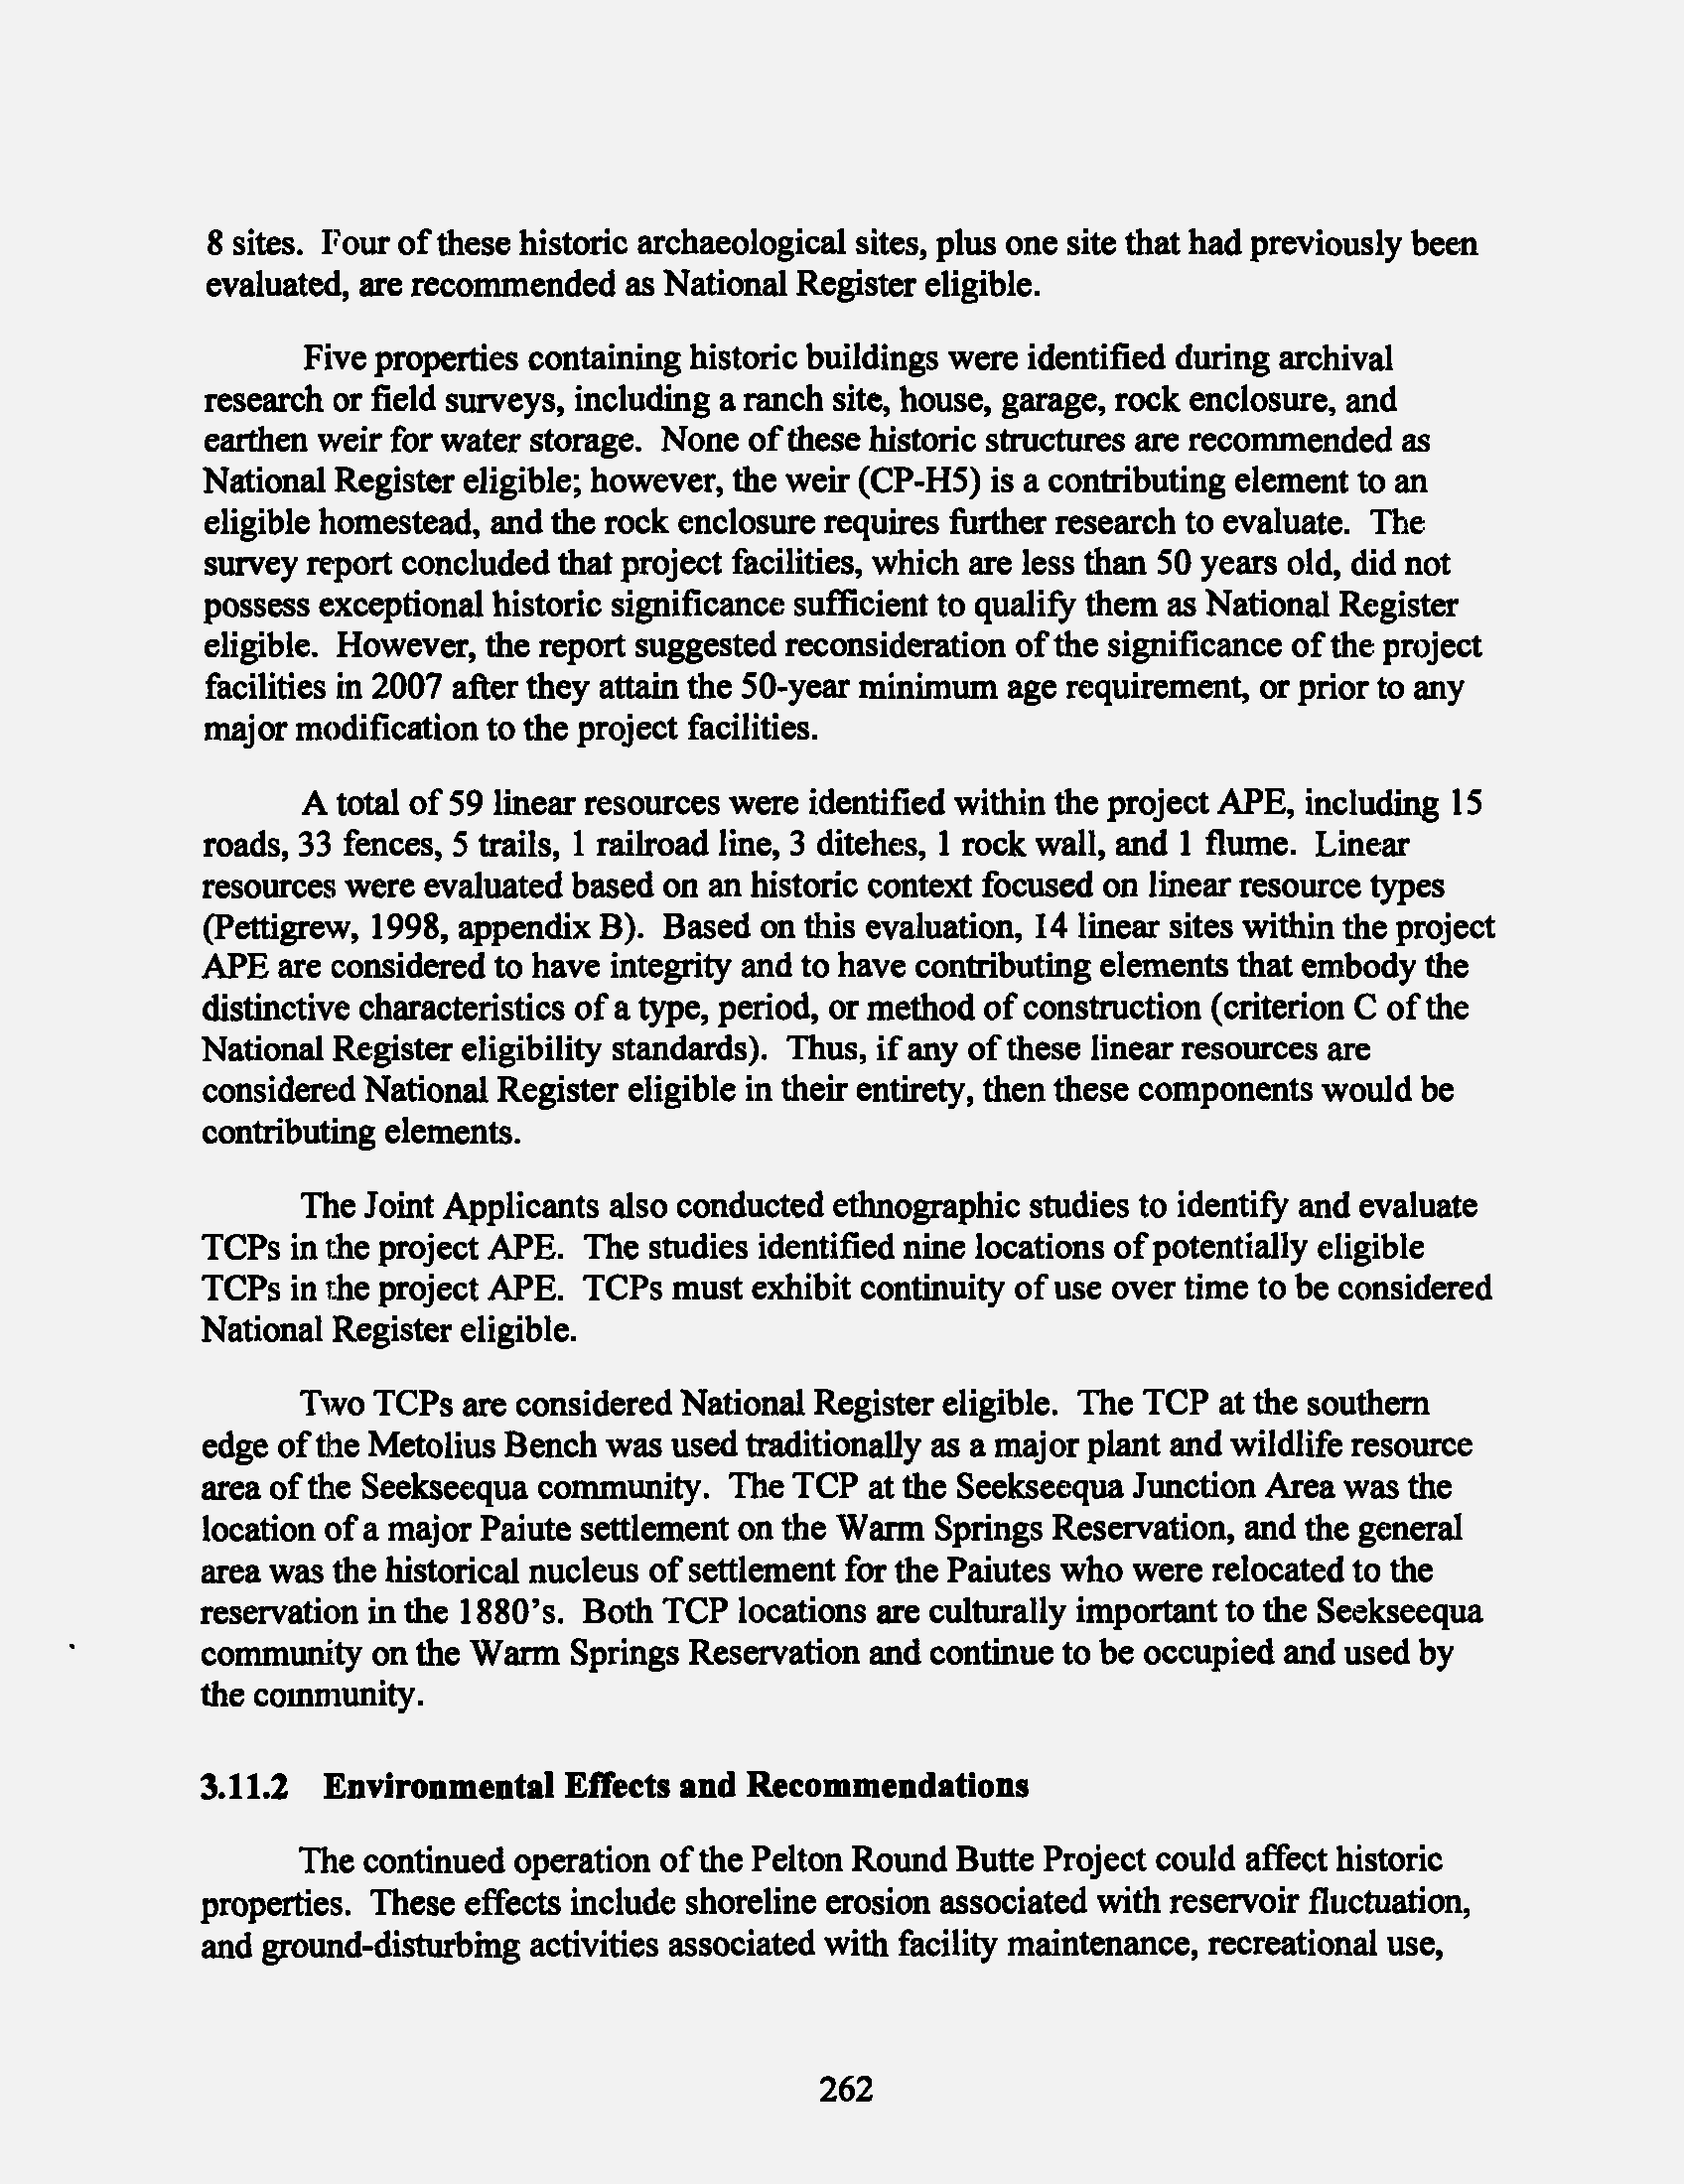 8 sites. Four of these historic archaeological sites, plus one site that had previously been
evaluated, are recommended as National Register eligible.
Five properties containing historic buildings were identified during archival
research or field surveys, including a ranch site, house, garage, rock enclosure, and
earthen weir for water storage. None of these historic structures are recommended as
National Register eligible; however, the weir (CP-H5) is a contributing element to an
eligible homestead, and the rock enclosure requires further research to evaluate. The
survey report concluded that project facilities, which are less than 50 years old, did not
possess exceptional historic significance sufficient to qualify them as National Register
eligible. However, the report suggested reconsideration of the significance of the project
facilities in 2007 after they attain the 50-year minimum age requirement, or prior to any
major modification to the project facilities.
A total of 59 linear resources were identified within the project APE, including 15
roads, 33 fences, 5 trails, 1 railroad line, 3 ditches, 1 rock wall, and 1 flume. Linear
resources were evaluated based on an historic context focused on linear resource types
(Pettigrew, 1998, appendix B). Based on this evaluation, 14 linear sites within the project
APE are considered to have integrity and to have contributing elements that embody the
distinctive characteristics of a type, period, or method of construction (criterion C of the
National Register eligibility standards). Thus, if any of these linear resources are
considered National Register eligible in their entirety, then these components would be
contributing elements.
The Joint Applicants also conducted ethnographic studies to identify and evaluate
TCPs in the project APE. The studies identified nine locations of potentially eligible
TCPs in the project APE. TCPs must exhibit continuity of use over time to be considered
National Register eligible.
Two TCPs are considered National Register eligible. The TCP at the southern
edge of the Metolius Bench was used traditionally as a major plant and wildlife resource
area of the Seekseequa community. The TCP at the Seekseequa Junction Area was the
location of a major Paiute settlement on the Warm Springs Reservation, and the general
area was the historical nucleus of settlement for the Paiutes who were relocated to the
reservation in the 1880's. Both TCP locations are culturally important to the Seekseequa
community on the Warm Springs Reservation and continue to be occupied and used by
the community.
3.11.2 Environmental Effects and Recommendations
The continued operation of the Pelton Round Butte Project could affect historic
properties. These effects include shoreline erosion associated with reservoir fluctuation,
and ground-disturbing activities associated with facility maintenance, recreational use,
262